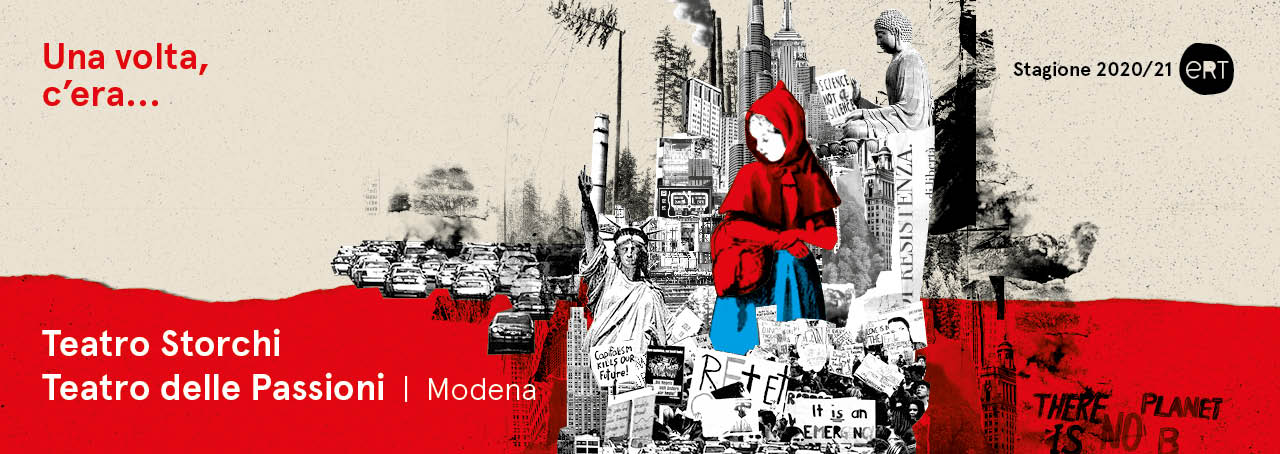 Una volta,
c'era...
Stagione 2020/21 eRT
SCIENCE
NOT a
SILENCE
RESISTENZA
Teatro Storchi
Teatro delle Passioni | Modena
Capitalism
KILLS OUR
Future!
It is an
THERE
IS NO PLANET
B